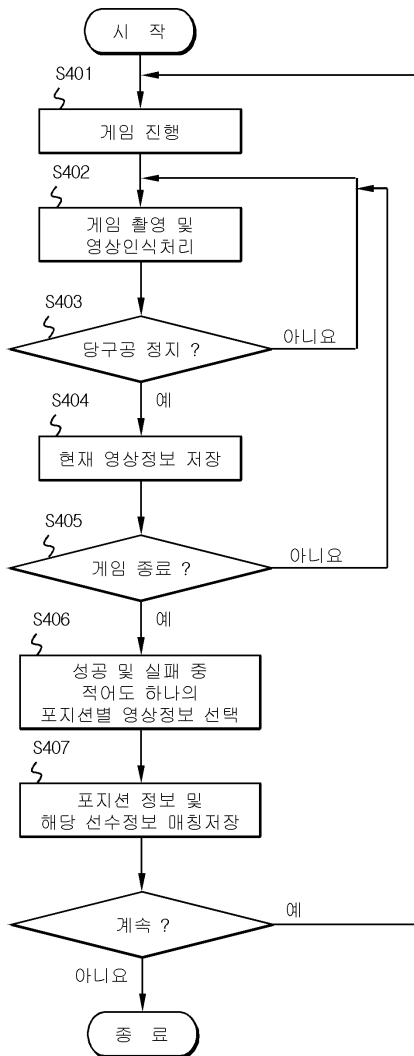 시 작
S401
게임 진행
S402
게임 촬영 및
영상인식처리
S403
당구공 정지 ?
아니요
예
S404
현재 영상정보 저장
S405
게임 종료 ?
아니요
예
S406
성공 및 실패 중
적어도 하나의
포지션별 영상정보 선택
S407
포지션 정보 및
해당 선수정보 매칭저장
계속 ?
예
아니요
종 료